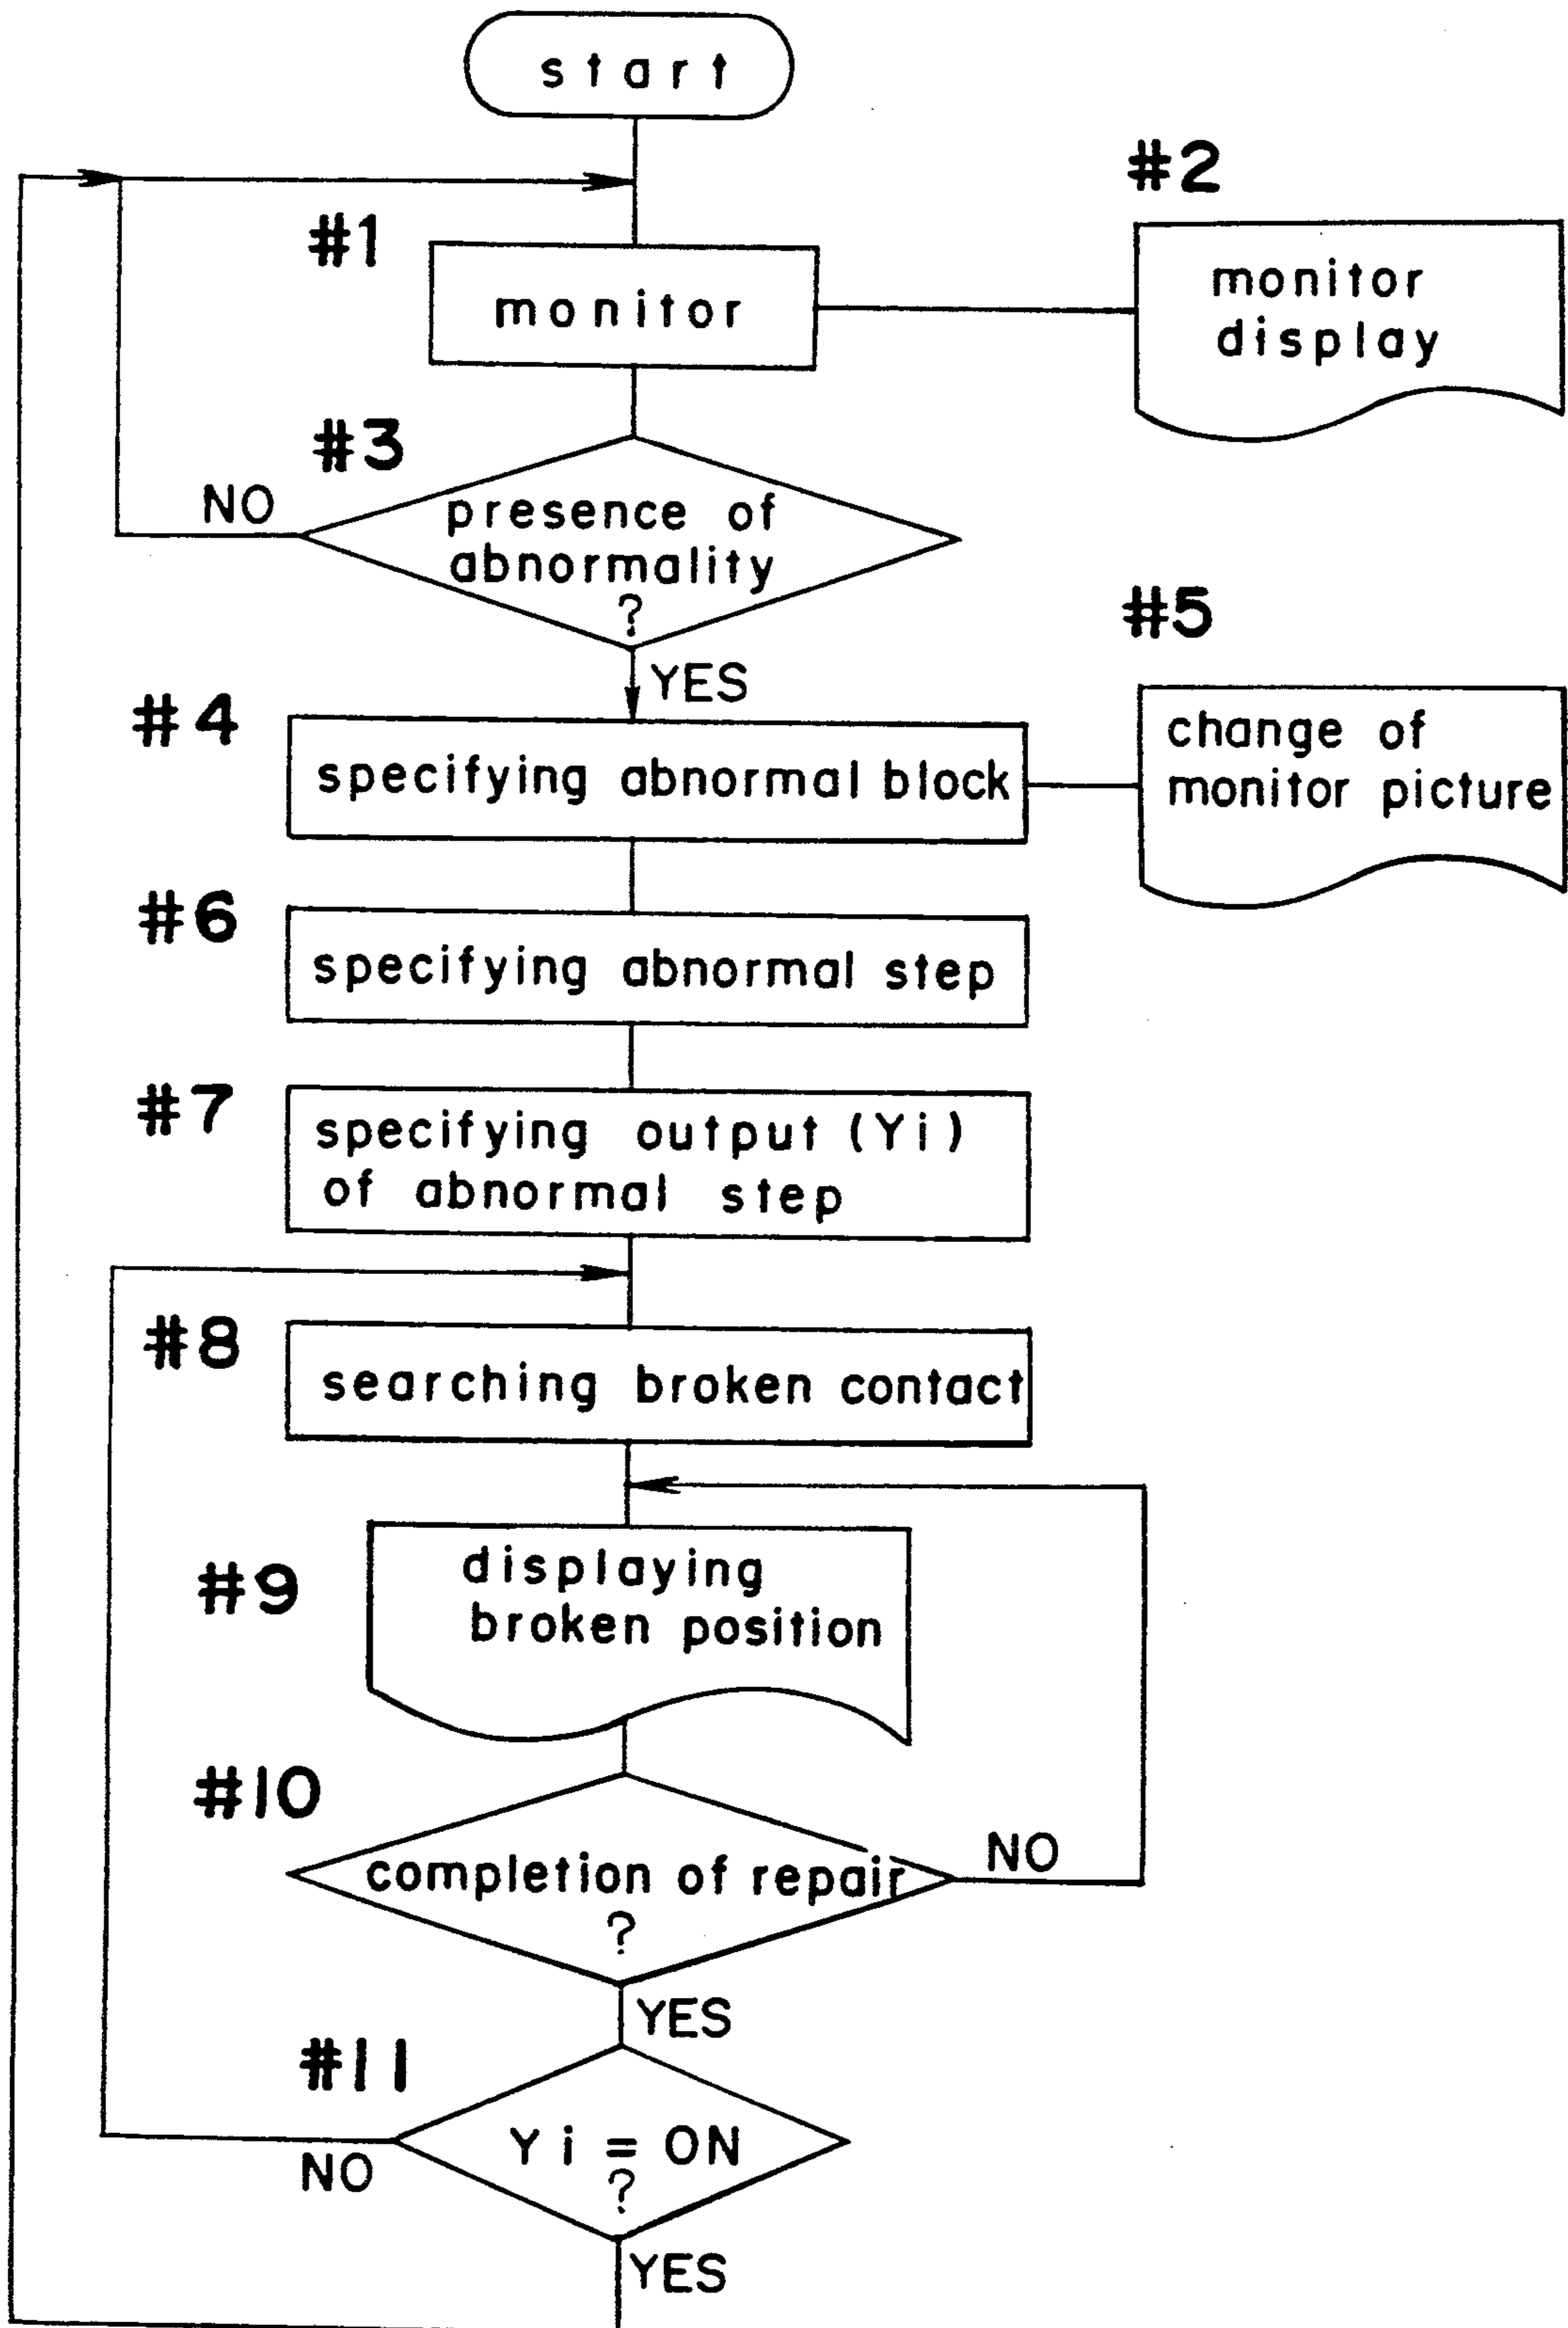 start
#1
monitor
#2
monitor
display
#3
presence of
abnormality
?
NO
YES
#4
specifying abnormal block
#5
change of
monitor picture
#6
specifying abnormal step
#7
specifying output (Yi)
of abnormal step
#8
searching broken contact
#9
displaying
broken position
#10
completion of repair
?
NO
YES
#11
Yi = ON
?
NO
YES